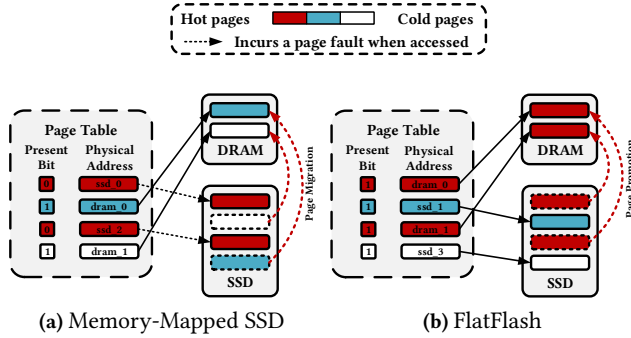 Hot pages Cold pages
Incurs a page fault when accessed
Page Table
Present Bit
Physical Address
0 ssd_0
1 dram_0
0 ssd_2
1 dram_1
DRAM
SSD
Page Migration
(a) Memory-Mapped SSD
Page Table
Present Bit
Physical Address
1 dram_0
1 ssd_1
1 dram_1
1 ssd_3
DRAM
SSD
Page Promotion
(b) FlatFlash